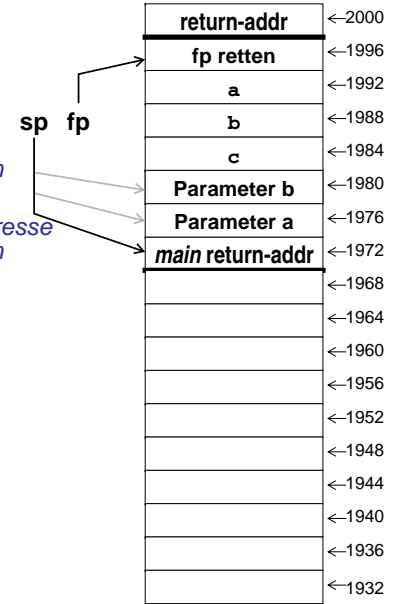 return-addr ←2000
fp retten ←1996
a ←1992
sp fp b ←1988
c ←1984
Parameter b ←1980
Parameter a ←1976
resse
main return-addr ←1972
←1968
←1964
←1960
←1956
←1952
←1948
←1944
←1940
←1936
←1932